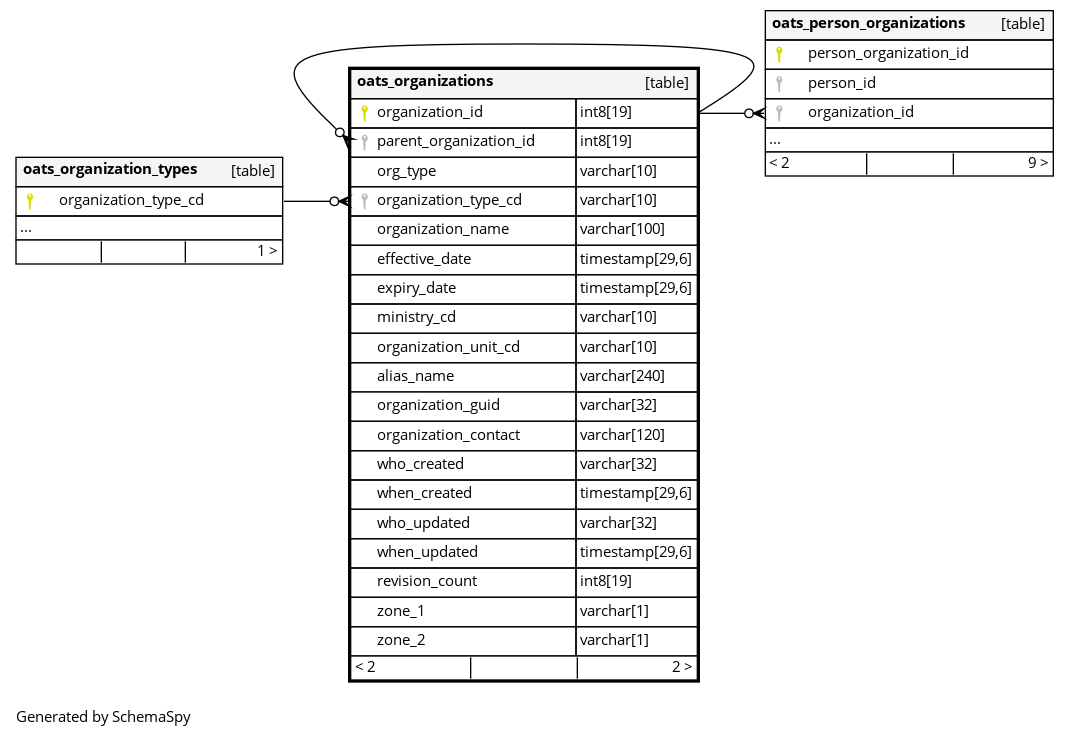 oats_organization_types [table]
organization_type_cd
...
1 >
oats_organizations [table]
organization_id int8[19]
parent_organization_id int8[19]
org_type varchar[10]
organization_type_cd varchar[10]
organization_name varchar[100]
effective_date timestamp[29,6]
expiry_date timestamp[29,6]
ministry_cd varchar[10]
organization_unit_cd varchar[10]
alias_name varchar[240]
organization_guid varchar[32]
organization_contact varchar[120]
who_created varchar[32]
when_created timestamp[29,6]
who_updated varchar[32]
when_updated timestamp[29,6]
revision_count int8[19]
zone_1 varchar[1]
zone_2 varchar[1]
< 2 2 >
oats_person_organizations [table]
person_organization_id
person_id
organization_id
...
< 2 9 >
Generated by SchemaSpy